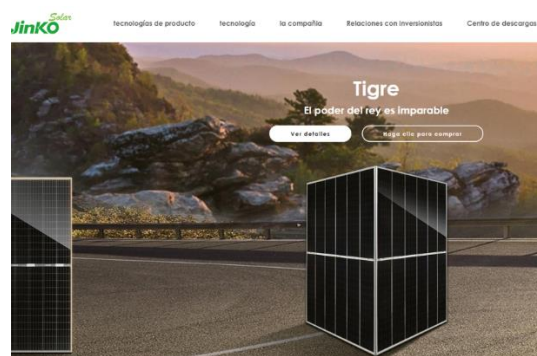 JinKO Solar
tecnologías de producto tecnología la compañía Relaciones con inversionistas Centro de descargas
Tigre
El poder del rey es imparable
Ver detalles Haga clic para comprar